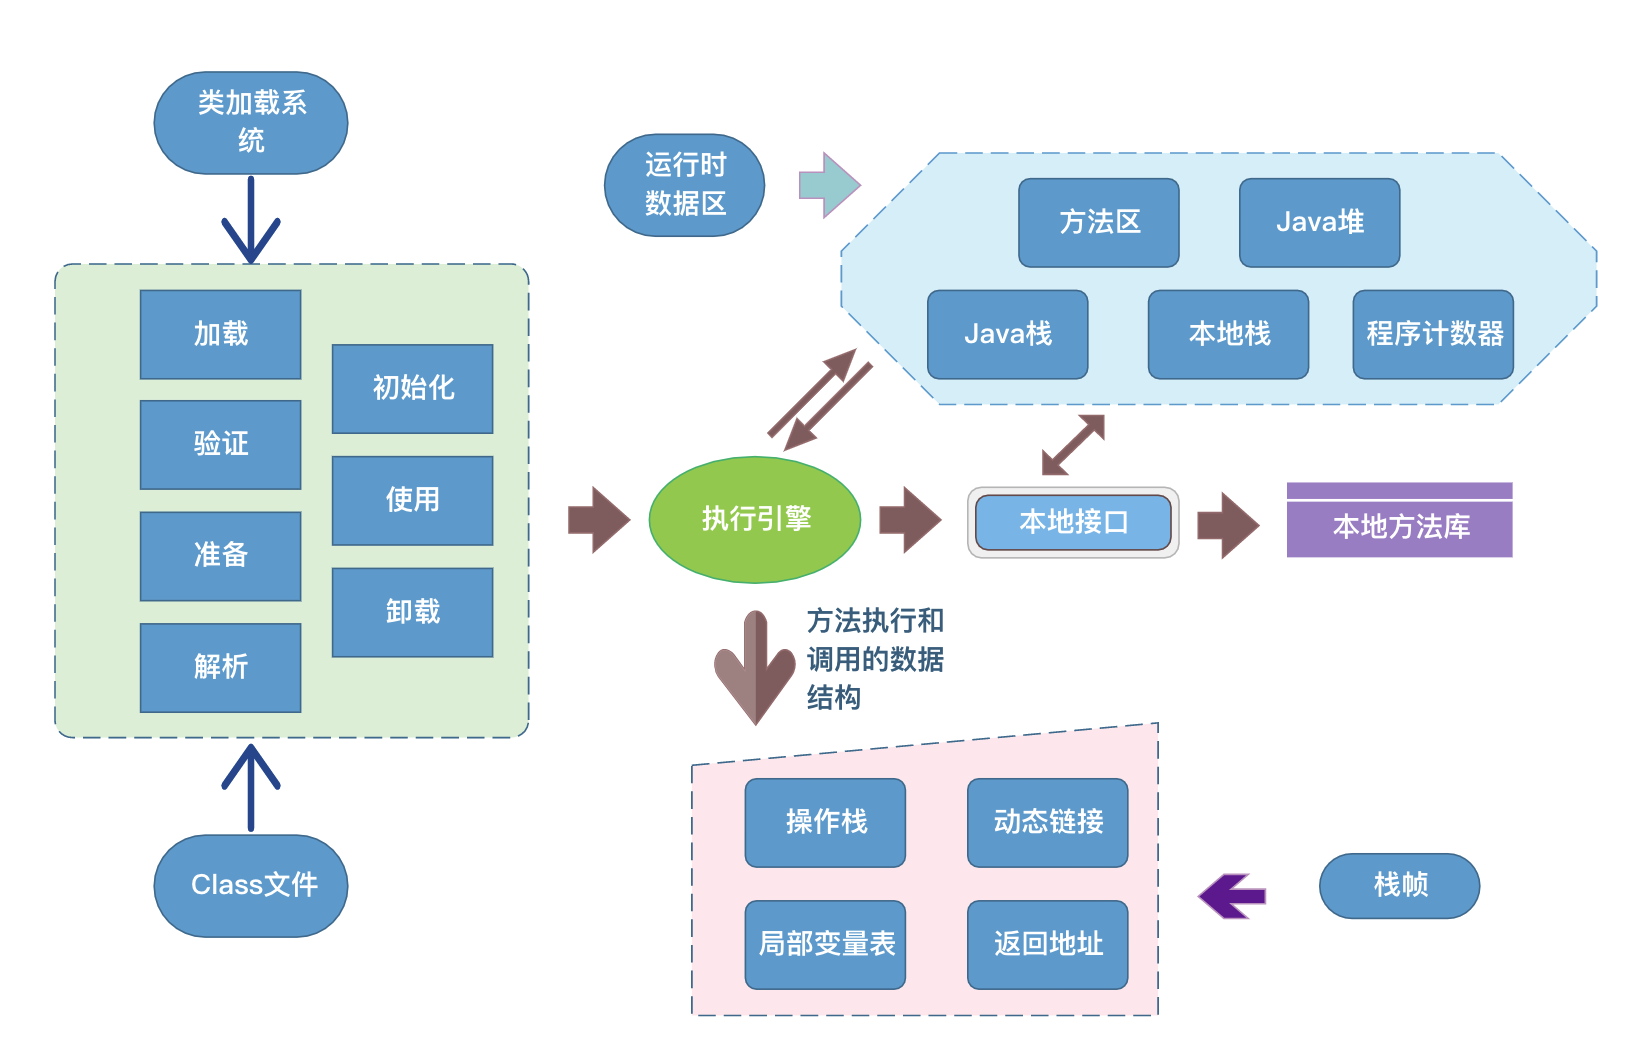 类加载系
统
加载
验证
准备
解析
初始化
使用
卸载
Class文件
运行时
数据区
方法区
Java堆
Java栈
本地栈
程序计数器
执行引擎
本地接口
本地方法库
方法执行和
调用的数据
结构
操作栈
动态链接
局部变量表
返回地址
栈帧